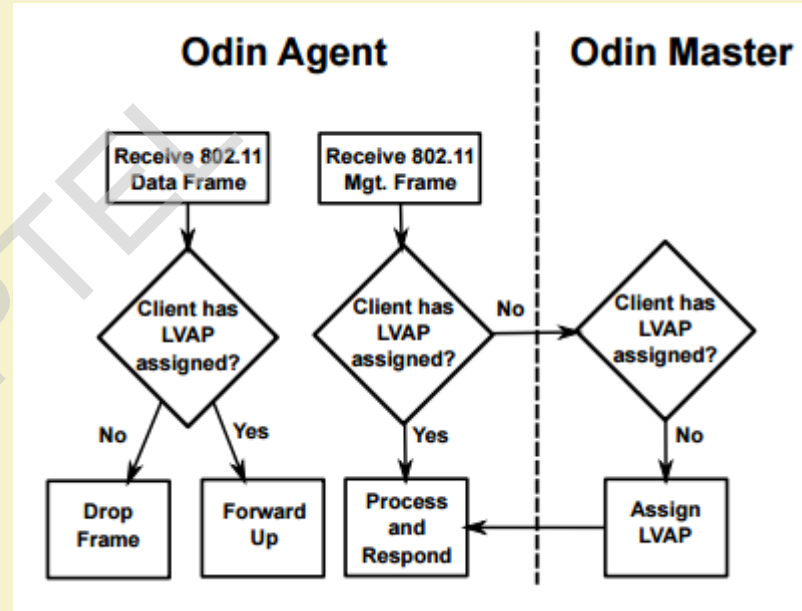 Odin Agent
Odin Master
Receive 802.11
Data Frame
Receive 802.11
Mgt. Frame
Client has
LVAP
assigned?
Client has
LVAP
assigned?
No
Client has
LVAP
assigned?
No
Yes
Yes
No
Drop
Frame
Forward
Up
Process
and
Respond
Assign
LVAP
PTEL